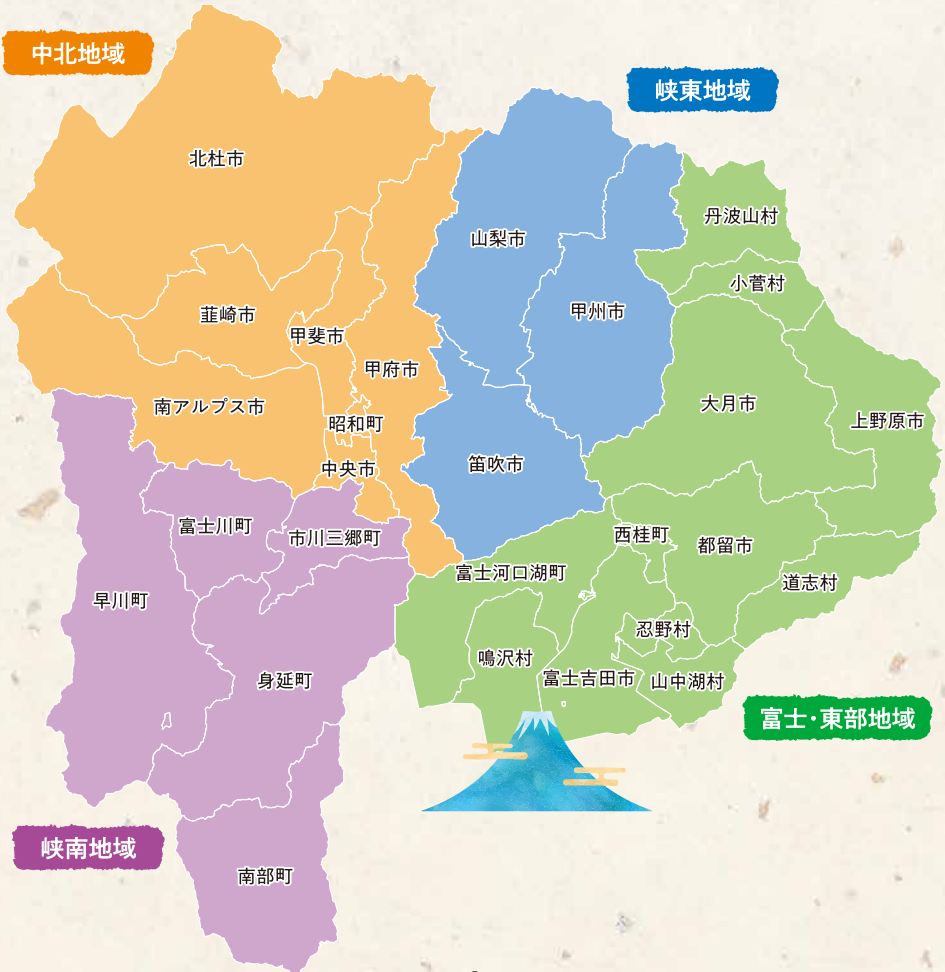 中北地域
峡東地域
北杜市
山梨市
丹波山村
小菅村
韮崎市
甲斐市
甲州市
甲府市
南アルプス市
昭和町
大月市
上野原市
中央市
笛吹市
富士川町
市川三郷町
西桂町
都留市
富士河口湖町
道志村
早川町
忍野村
鳴沢村
身延町
富士吉田市
山中湖村
富士・東部地域
峡南地域
南部町